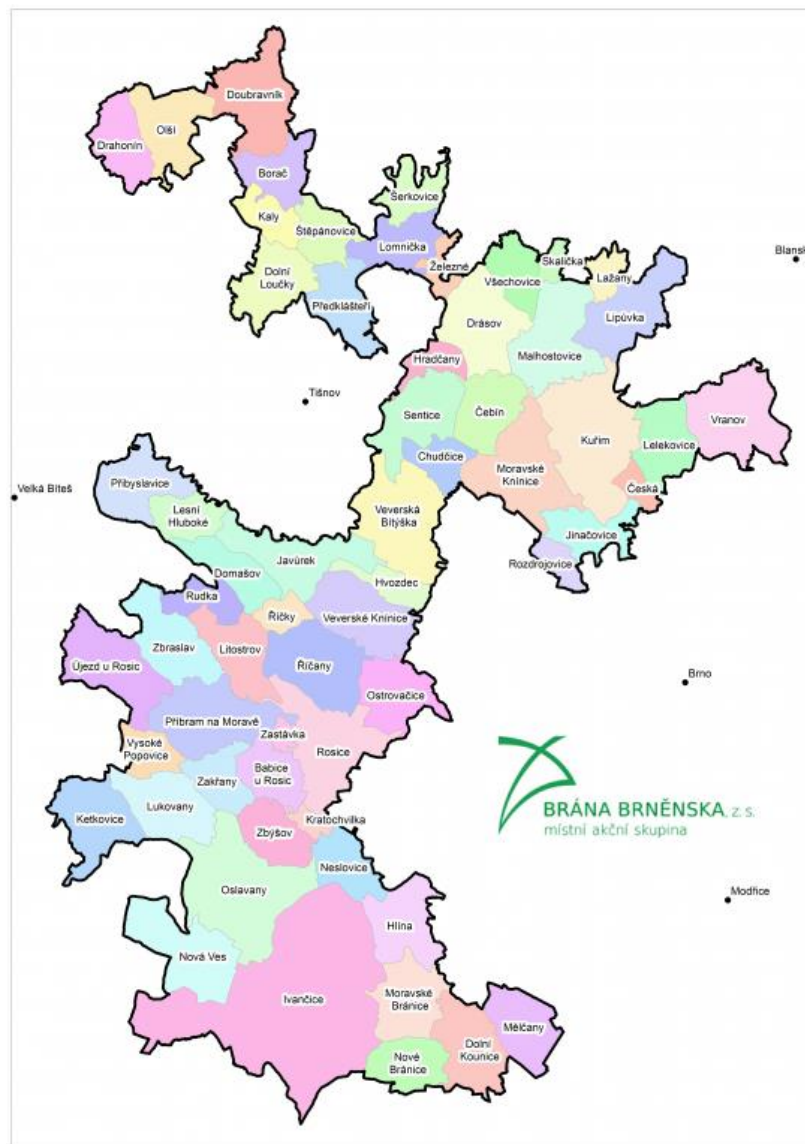 Doubravník
Olší
Drahonín
Borač
Šerkovice
Kaly
Štěpánovice
Lomnička
Blansk
Skalička
Železné
Všechovice
Lažany
Dolní
Loučky
Předklášteří
Lipůvka
Drásov
Malhostovice
Hradčany
Tišnov
Sentice
Čebín
Vranov
Kuřim
Lelekovice
Chudčice
Moravské
Knínice
Přibyslavice
Česká
Velká Bíteš
Lesní
Hluboké
Veverská
Bítýška
Jinačovice
Javůrek
Rozdrojovice
Domašov
Hvozdec
Rudka
Říčky
Veverské Knínice
Zbraslav
Litostrov
Říčany
Újezd u Rosic
Brno
Ostrovačice
Příbram na Moravě
Zastávka
Vysoké
Popovice
Rosice
Babice
u Rosic
Zakřany
Lukovany
Ketkovice
Kratochvilka
Zbýšov
BRÁNA BRNĚNSKA, z. s.
místní akční skupina
Neslovice
Oslavany
Modřice
Hlína
Nová Ves
Ivančice
Moravské
Bránice
Mělčany
Dolní
Kounice
Nové
Bránice